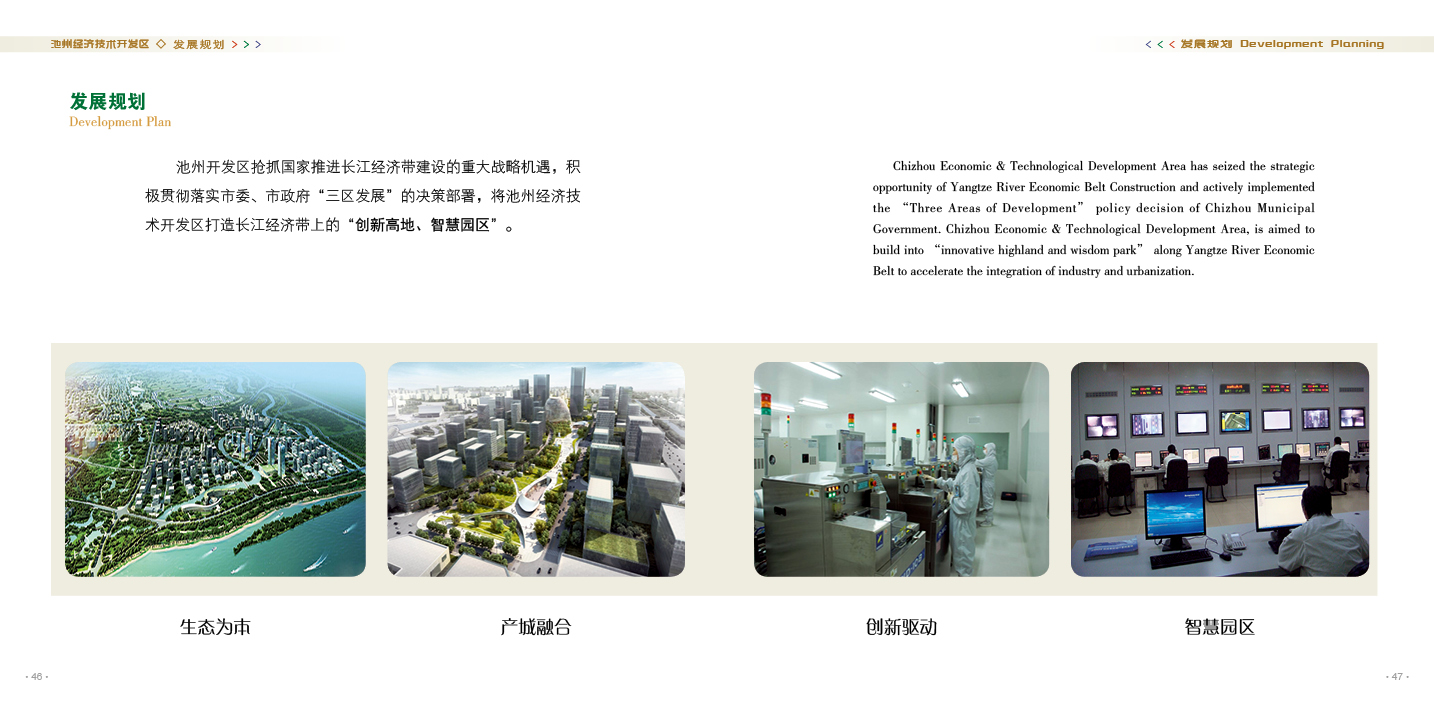 池州经济技术开发区 ◇ 发展规划 > > >
< < < 发展规划 Development Planning
发展规划
Development Plan
池州开发区抢抓国家推进长江经济带建设的重大战略机遇，积
极贯彻落实市委、市政府“三区发展”的决策部署，将池州经济技
术开发区打造长江经济带上的“创新高地、智慧园区”。
Chizhou Economic & Technological Development Area has seized the strategic
opportunity of Yangtze River Economic Belt Construction and actively implemented
the “Three Areas of Development” policy decision of Chizhou Municipal
Government. Chizhou Economic & Technological Development Area, is aimed to
build into “innovative highland and wisdom park” along Yangtze River Economic
Belt to accelerate the integration of industry and urbanization.
生态为本
产城融合
创新驱动
智慧园区
· 46 ·
· 47 ·